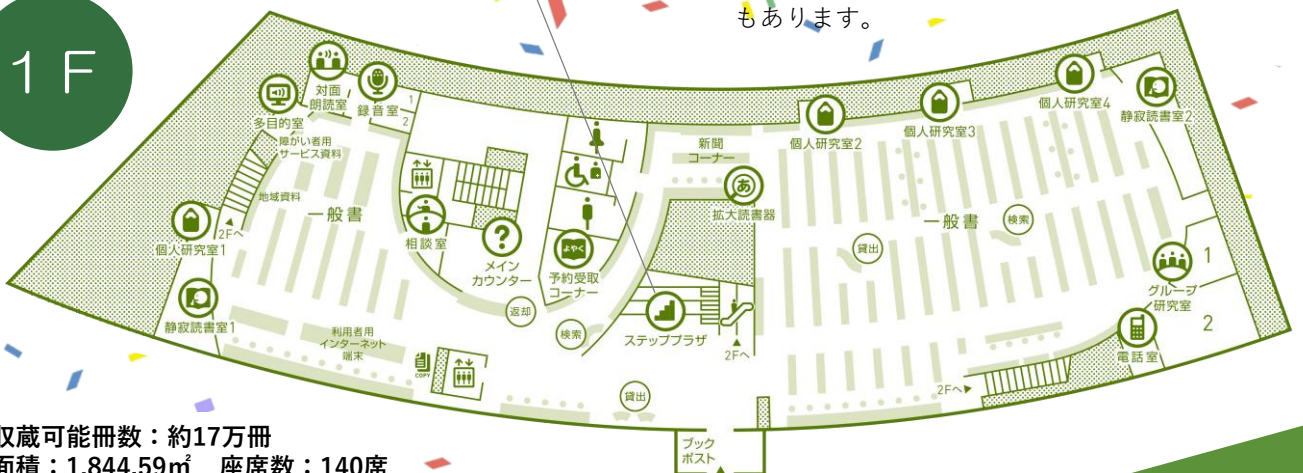 もあります。
1F
対面
朗読室
録音室
1
2
多目的室
障がい者用
サービス資料
地域資料
一般書
2Fへ
個人研究室1
静寂読書室1
利用者用
インターネット
端末
COPY
相談室
?
メイン
カウンター
よやく
予約受取
コーナー
返却
検索
新聞
コーナー
あ
拡大読書器
ステッププラザ
2Fへ
貸出
ブック
ポスト
個人研究室2
個人研究室3
個人研究室4
静寂読書室2
一般書
検索
貸出
グループ
研究室
1
2
電話室
2Fへ
収蔵可能冊数：約17万冊
面積：1,844.59㎡ 座席数：140席